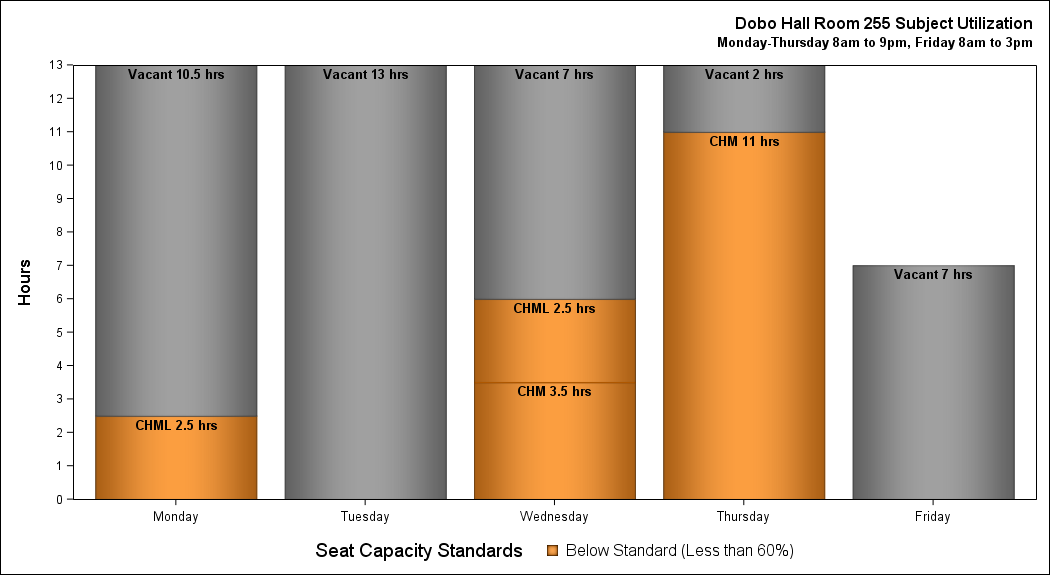 Dobo Hall Room 255 Subject Utilization
Monday-Thursday 8am to 9pm, Friday 8am to 3pm
Hours
13
12
11
10
9
8
7
6
5
4
3
2
1
0
Vacant 10.5 hrs
CHML 2.5 hrs
Vacant 13 hrs
Vacant 7 hrs
CHML 2.5 hrs
CHM 3.5 hrs
Vacant 2 hrs
CHM 11 hrs
Vacant 7 hrs
Monday
Tuesday
Wednesday
Thursday
Friday
Seat Capacity Standards
Below Standard (Less than 60%)